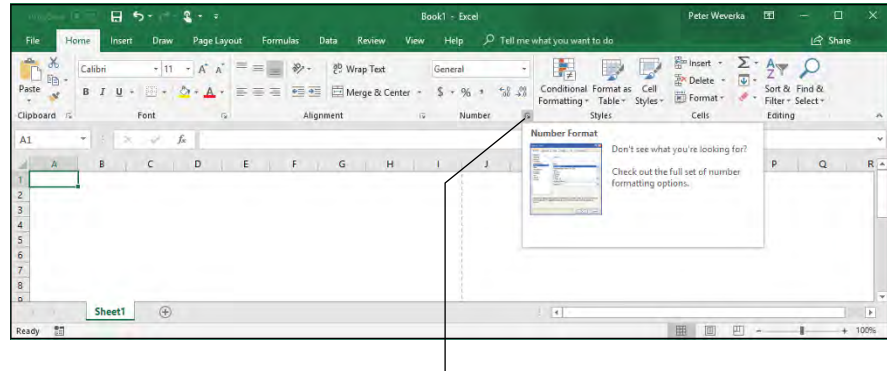 Book1 - Excel Peter Weverka
File Home Insert Draw Page Layout Formulas Data Review View Help Tell me what you want to do Share
Paste Calibri 11 A A Wrap Text General Conditional Formatting Format as Table Cell Styles Insert Delete Format Sort & Filter Find & Select
B I U A Merge & Center $ %
Clipboard Font Alignment Number Styles Cells Editing
A1 fx
Number Format
Don't see what you're looking for?
Check out the full set of number
formatting options.
A B C D E F G H I J P Q R
1
2
3
4
5
6
7
8
9
Sheet1
Ready 100%